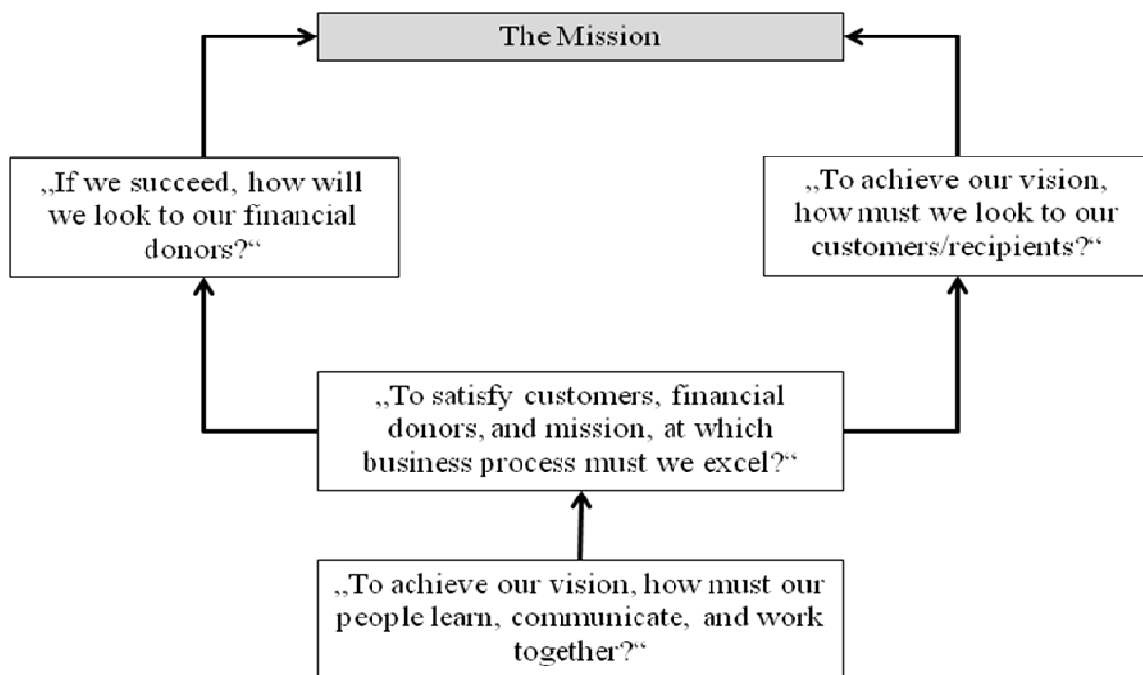 The Mission
„If we succeed, how will
we look to our financial
donors?“
„To achieve our vision,
how must we look to our
customers/recipients?“
„To satisfy customers, financial
donors, and mission, at which
business process must we excel?“
„To achieve our vision, how must our
people learn, communicate, and work
together?“